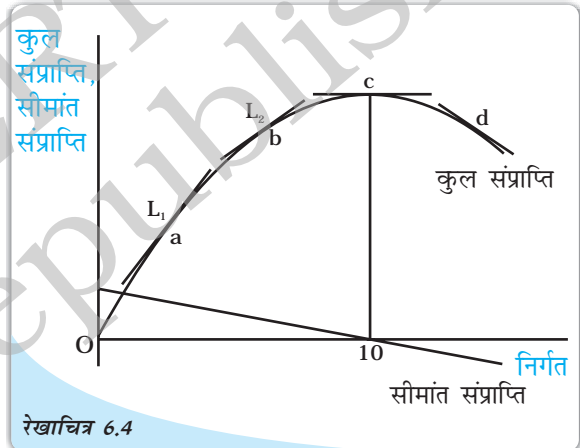 कुल
संप्राप्ति,
सीमांत
संप्राप्ति
c
L₂
b
d
कुल संप्राप्ति
L₁
a
O
10
निर्गत
सीमांत संप्राप्ति
रेखाचित्र 6.4